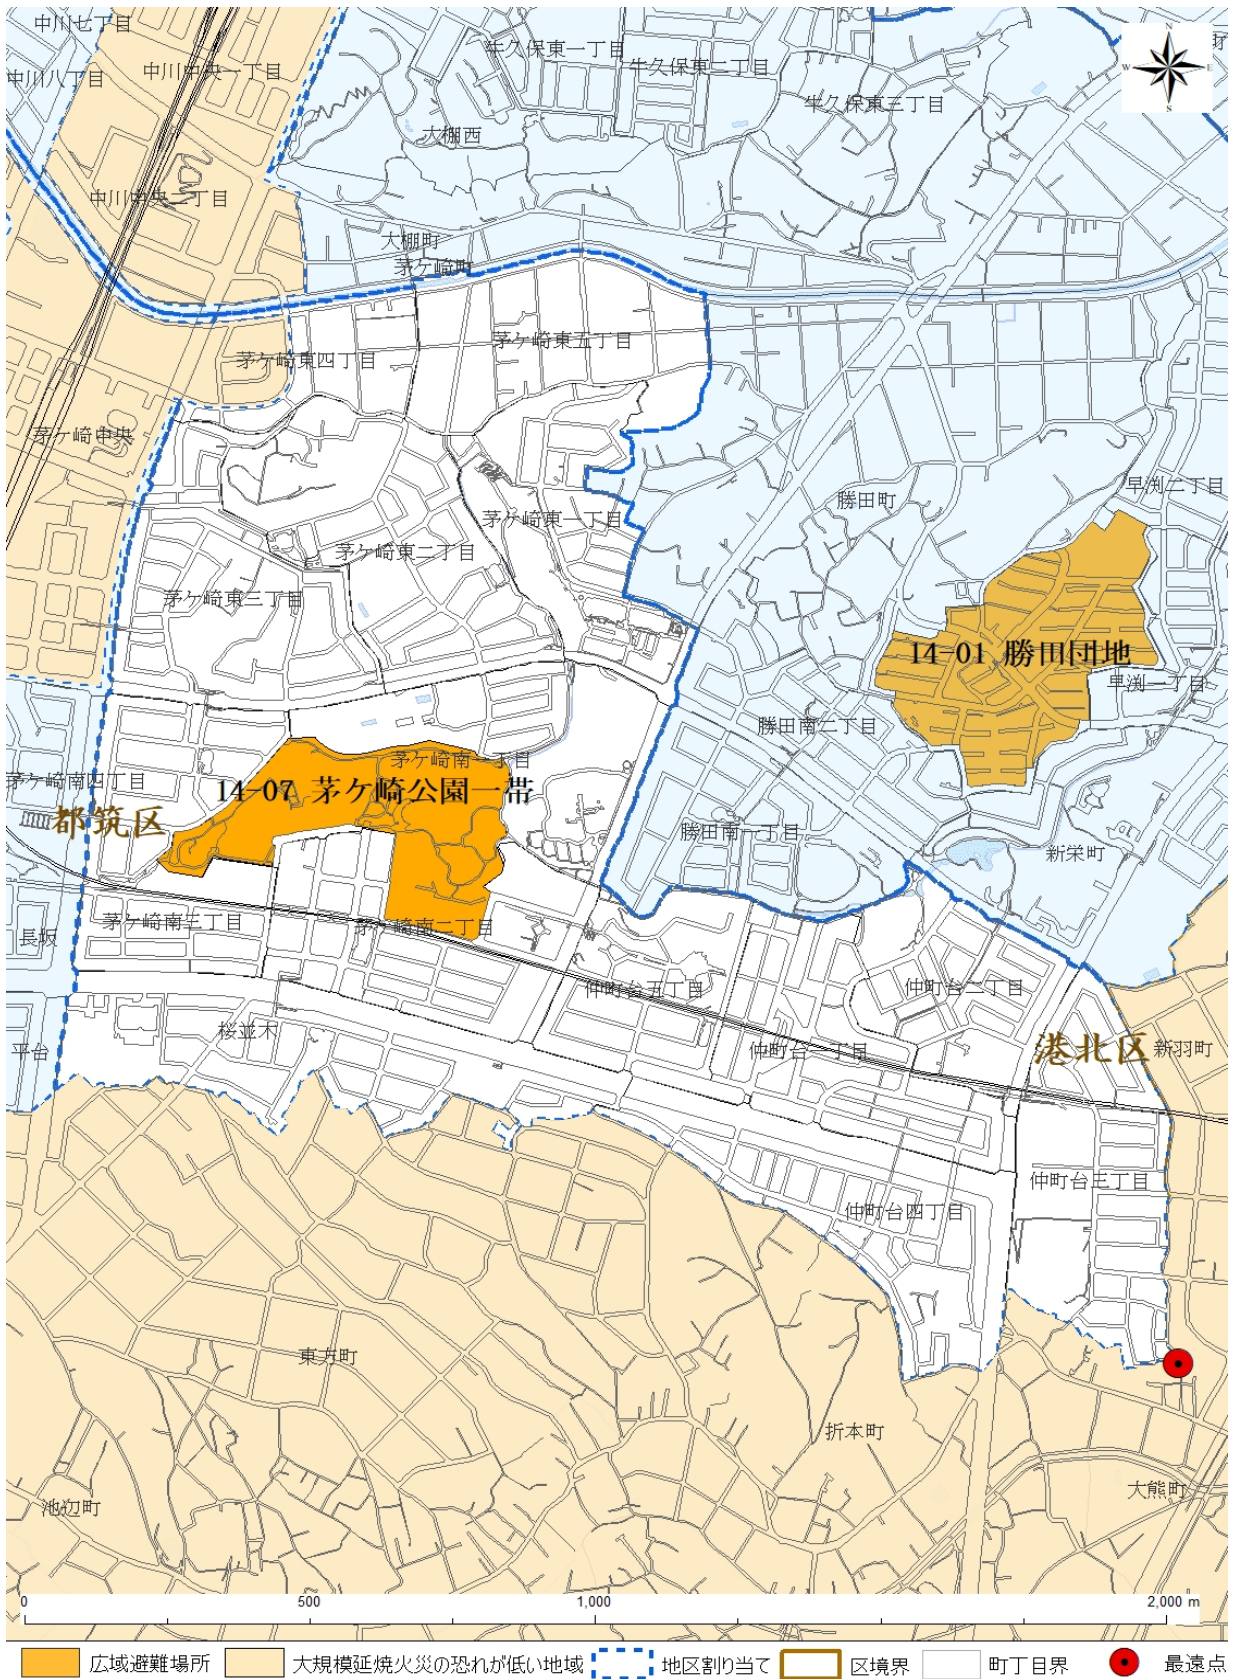 中川七丁目
中川八丁目
中川中央一丁目
牛久保東一丁目
牛久保東二丁目
牛久保東三丁目
N
W
E
S
大棚西
中川中央二丁目
大棚町
茅ケ崎町
茅ケ崎東四丁目
茅ケ崎東五丁目
茅ケ崎中央
勝田町
早渕二丁目
茅ケ崎東一丁目
茅ケ崎東二丁目
茅ケ崎東三丁目
14-01 勝田団地
早渕一丁目
勝田南二丁目
茅ケ崎南一丁目
茅ケ崎南四丁目
14-07 茅ケ崎公園一帯
都筑区
勝田南一丁目
新栄町
茅ケ崎南三丁目
茅ケ崎南二丁目
長坂
仲町台五丁目
仲町台二丁目
桜並木
平台
仲町台一丁目
港北区
新羽町
仲町台三丁目
仲町台四丁目
東方町
折本町
大熊町
池辺町
0 500 1,000 2,000 m
広域避難場所 大規模延焼火災の恐れが低い地域 地区割り当て 区境界 町丁目界 最遠点